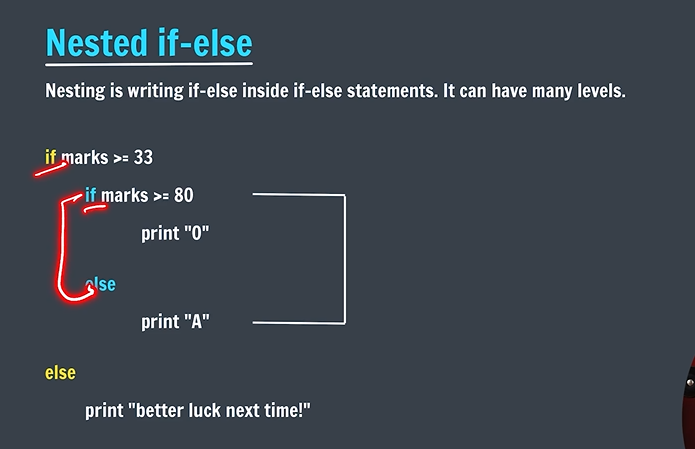 Nested if-else
Nesting is writing if-else inside if-else statements. It can have many levels.
if marks >= 33
if marks >= 80
print "O"
else
print "A"
else
print "better luck next time!"